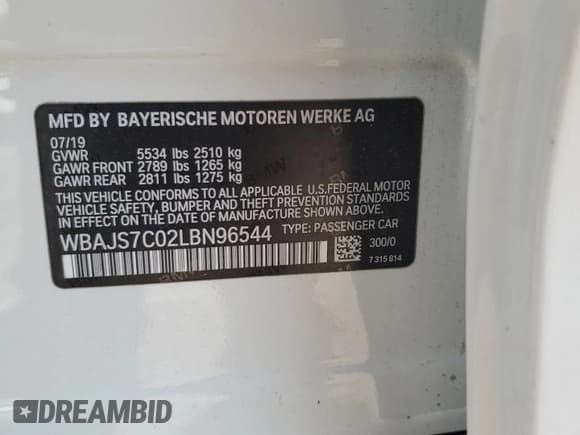 MFD BY BAYERISCHE MOTOREN WERKE AG
07/19
GVWR 5534 lbs 2510 kg
GAWR FRONT 2789 lbs 1265 kg
GAWR REAR 2811 lbs 1275 kg
THIS VEHICLE CONFORMS TO ALL APPLICABLE U.S.FEDERAL MOTOR
VEHICLE SAFETY, BUMPER AND THEFT PREVENTION STANDARDS
IN EFFECT ON THE DATE OF MANUFACTURE SHOWN ABOVE.
WBAJS7C02LBN96544 TYPE: PASSENGER CAR
300/0
7 315 814
#DREAMBID